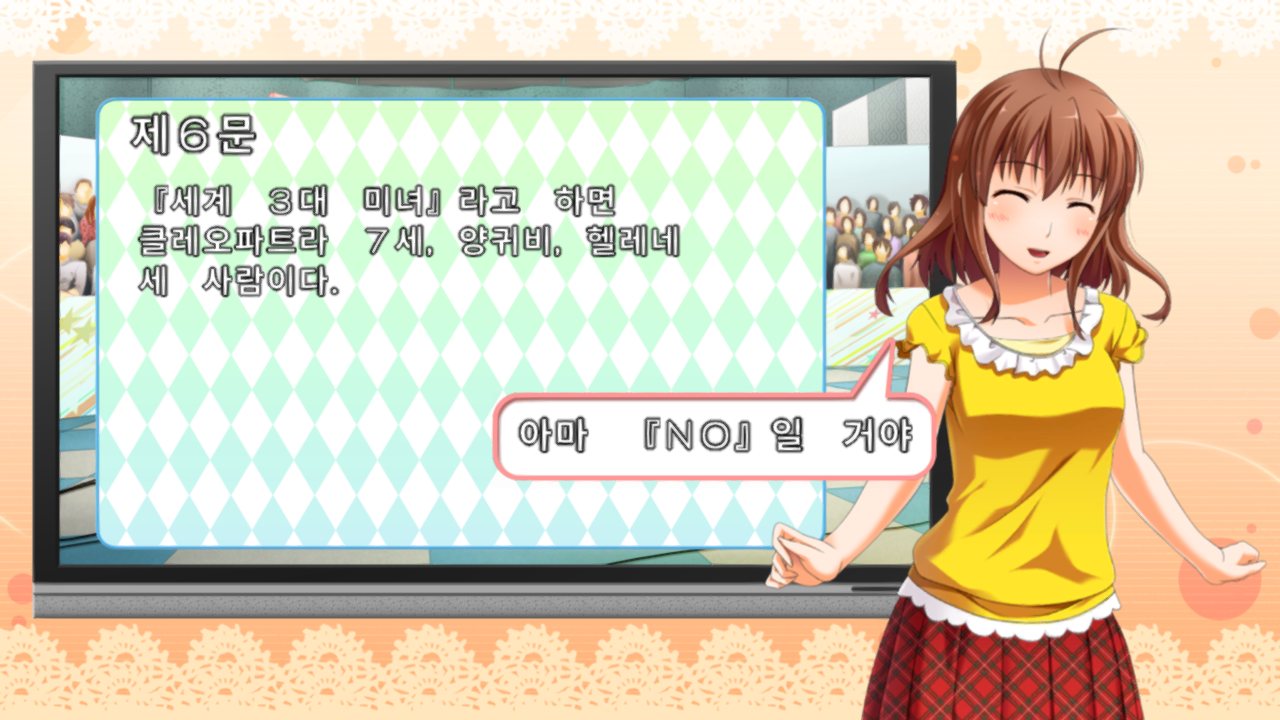 제6문
『세계 3대 미녀』라고 하면
클레오파트라 7세, 양귀비, 헬레네
세 사람이다.
아마 『NO』일 거야